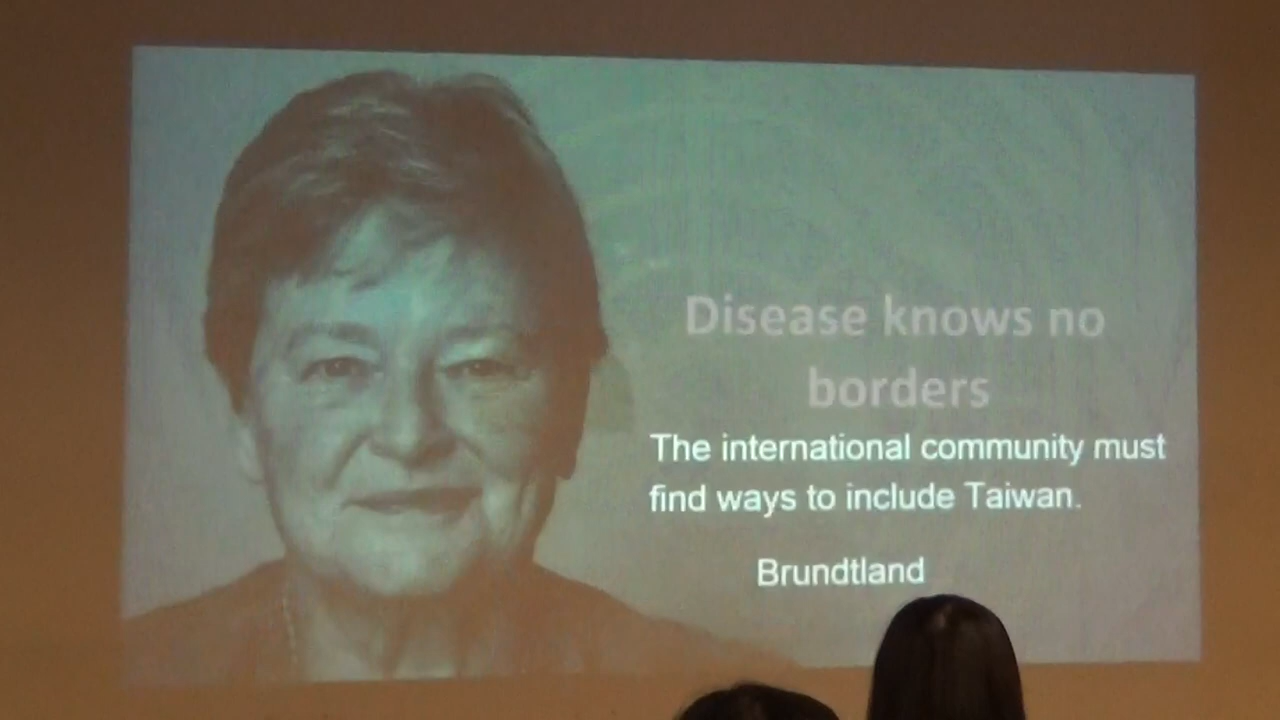 Disease knows no
borders
The international community must
find ways to include Taiwan.
Brundtland